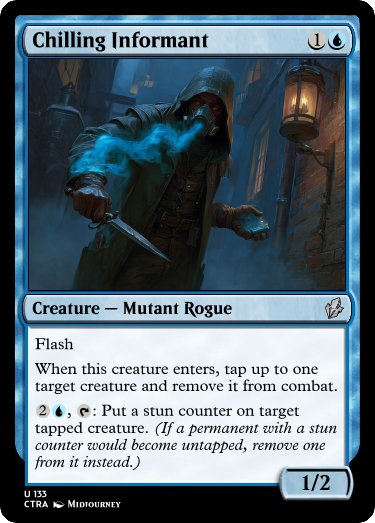 Chilling Informant 1
Creature — Mutant Rogue
Flash
When this creature enters, tap up to one
target creature and remove it from combat.
2 , : Put a stun counter on target
tapped creature. (If a permanent with a stun
counter would become untapped, remove one
from it instead.)
1/2
U 133
CTRA Midjourney